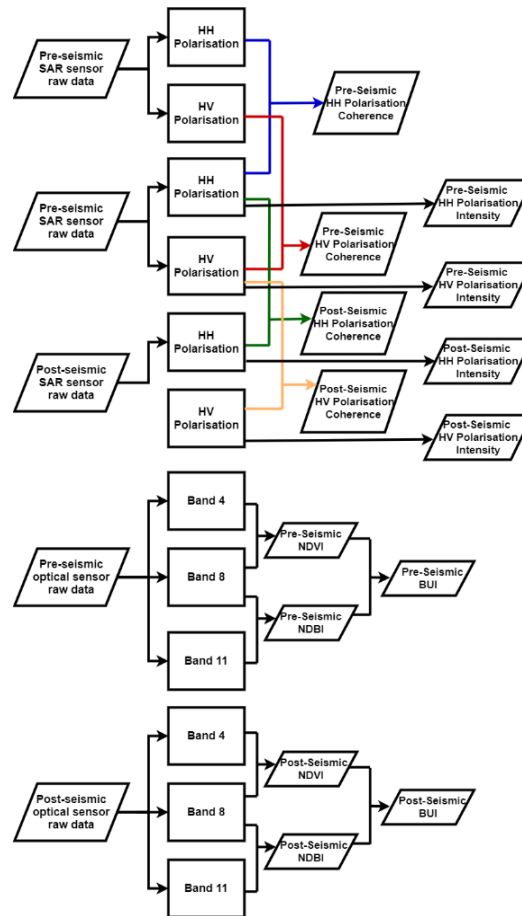 Pre-seismic
SAR sensor
raw data
HH
Polarisation
HV
Polarisation
Pre-Seismic
HH Polarisation
Coherence
Pre-seismic
SAR sensor
raw data
HH
Polarisation
HV
Polarisation
Pre-Seismic
HH Polarisation
Intensity
Pre-Seismic
HV Polarisation
Coherence
Pre-Seismic
HV Polarisation
Intensity
Post-seismic
SAR sensor
raw data
HH
Polarisation
HV
Polarisation
Post-Seismic
HH Polarisation
Coherence
Post-Seismic
HH Polarisation
Intensity
Post-Seismic
HV Polarisation
Coherence
Post-Seismic
HV Polarisation
Intensity
Pre-seismic
optical sensor
raw data
Band 4
Band 8
Band 11
Pre-Seismic
NDVI
Pre-Seismic
NDBI
Pre-Seismic
BUI
Post-seismic
optical sensor
raw data
Band 4
Band 8
Band 11
Post-Seismic
NDVI
Post-Seismic
NDBI
Post-Seismic
BUI